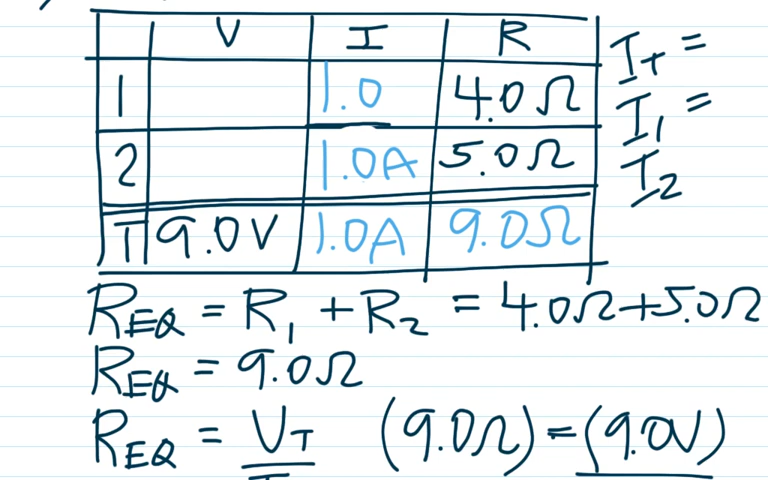 V I R
1 1.0 4.0Ω
2 1.0A 5.0Ω
T 9.0V 1.0A 9.0Ω
I_T =
I_1 =
I_2
R_EQ = R_1 + R_2 = 4.0Ω+5.0Ω
R_EQ = 9.0Ω
R_EQ = V_T (9.0Ω) = (9.0V)